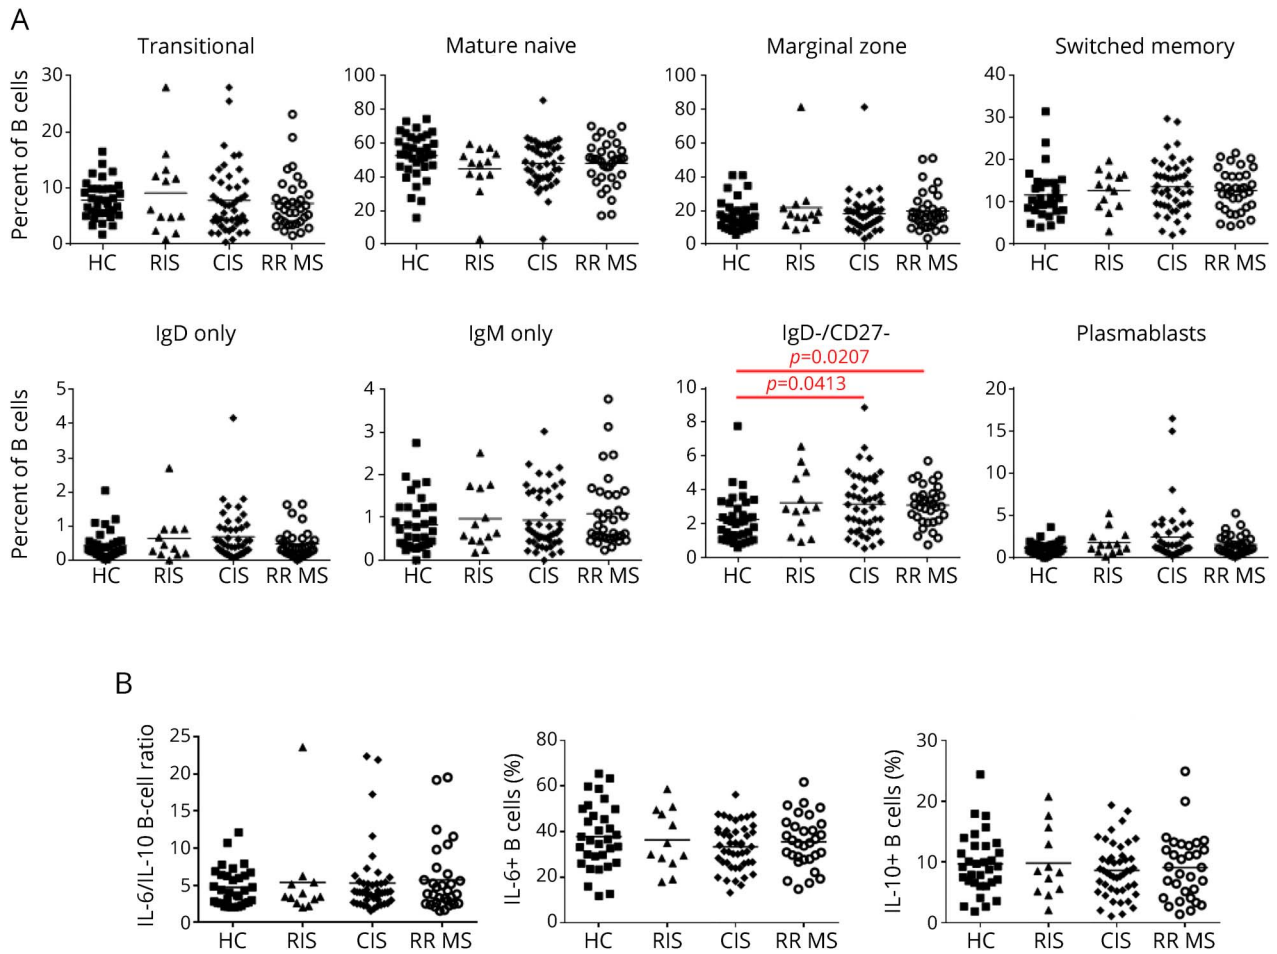 A
Transitional
Mature naive
Marginal zone
Switched memory
Percent of B cells
30
20
10
0
HC RIS CIS RR MS
100
80
60
40
20
0
HC RIS CIS RR MS
100
80
60
40
20
0
HC RIS CIS RR MS
40
30
20
10
0
HC RIS CIS RR MS
IgD only
IgM only
IgD-/CD27-
Plasmablasts
Percent of B cells
5
4
3
2
1
0
HC RIS CIS RR MS
4
3
2
1
0
HC RIS CIS RR MS
p=0.0207
p=0.0413
10
8
6
4
2
0
HC RIS CIS RR MS
20
15
10
5
0
HC RIS CIS RR MS
B
IL-6/IL-10 B-cell ratio
25
20
15
10
5
0
HC RIS CIS RR MS
IL-6+ B cells (%)
80
60
40
20
0
HC RIS CIS RR MS
IL-10+ B cells (%)
30
20
10
0
HC RIS CIS RR MS